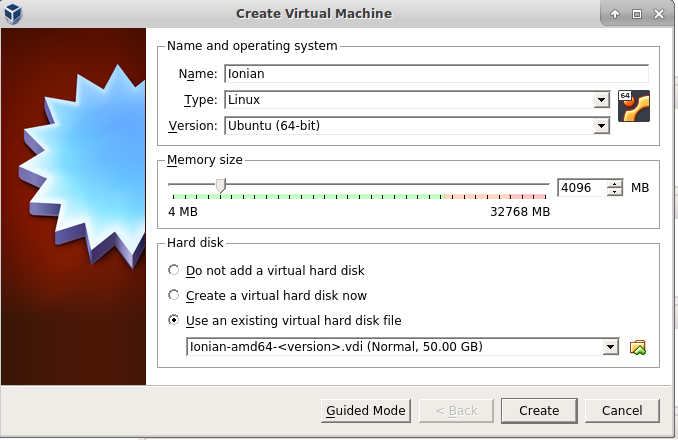 Create Virtual Machine
Name and operating system
Name: Ionian
Type: Linux
64
Version: Ubuntu (64-bit)
Memory size
4096 MB
4 MB 32768 MB
Hard disk
Do not add a virtual hard disk
Create a virtual hard disk now
Use an existing virtual hard disk file
Ionian-amd64-<version>.vdi (Normal, 50.00 GB)
Guided Mode < Back Create Cancel